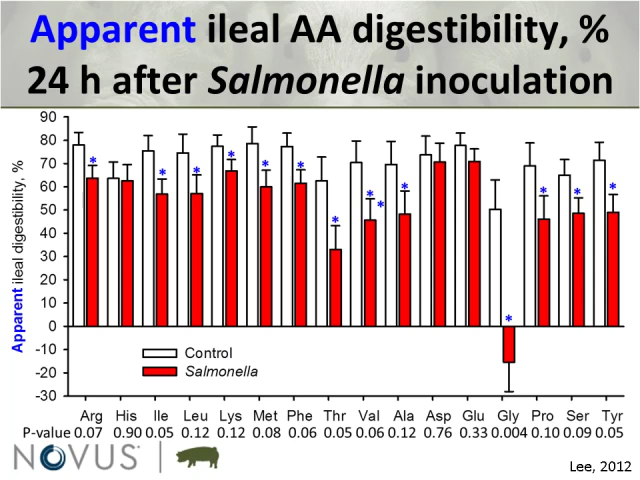 Apparent ileal AA digestibility, %
24 h after Salmonella inoculation
Apparent ileal digestibility, %
90
80
70
60
50
40
30
20
10
0
-10
-20
-30
* * * * * * * * * * * * * * *
Control
Salmonella
Arg His Ile Leu Lys Met Phe Thr Val Ala Asp Glu Gly Pro Ser Tyr
P-value 0.07 0.90 0.05 0.12 0.12 0.08 0.06 0.05 0.06 0.12 0.76 0.33 0.004 0.10 0.09 0.05
NOVUS®
Lee, 2012